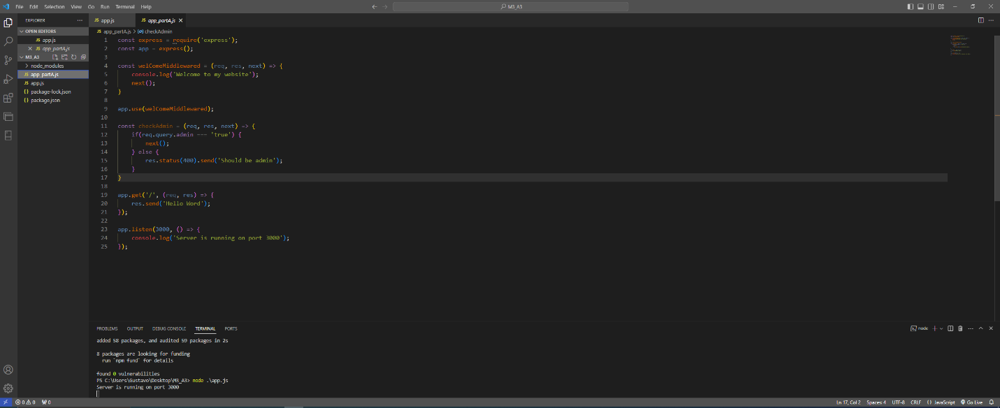 File Edit Selection View Go Run Terminal Help
M3_A3
EXPLORER
OPEN EDITORS
app.js
app_partA.js
M3_A3
node_modules
app_partA.js
app.js
package-lock.json
package.json
app.js
app_partA.js
app_partA.js > checkAdmin
1 const express = require('express');
2 const app = express();
3
4 const welComeMiddlewared = (req, res, next) => {
5 console.log('Welcome to my website');
6 next();
7 }
8
9 app.use(welComeMiddlewared);
10
11 const checkAdmin = (req, res, next) => {
12 if(req.query.admin === 'true') {
13 next();
14 } else {
15 res.status(400).send('Should be admin');
16 }
17 }
18
19 app.get('/', (req, res) => {
20 res.send('Hello Word');
21 });
22
23 app.listen(3000, () => {
24 console.log('Server is running on port 3000');
25 });
PROBLEMS OUTPUT DEBUG CONSOLE TERMINAL PORTS
node
added 58 packages, and audited 59 packages in 2s
8 packages are looking for funding
run `npm fund` for details
found 0 vulnerabilities
PS C:\Users\Gustavo\Desktop\M3_A3> node .\app.js
Server is running on port 3000
0 0 0
Ln 17, Col 2 Spaces: 4 UTF-8 CRLF {} JavaScript Go Live